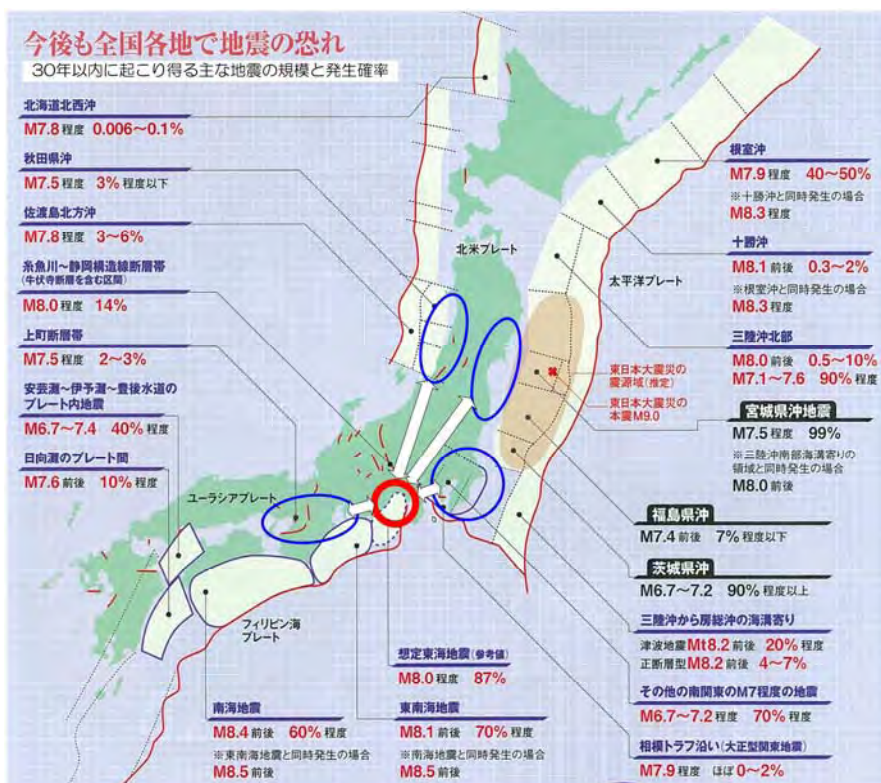 今後も全国各地で地震の恐れ
30年以内に起こり得る主な地震の規模と発生確率
北海道北西沖
M7.8程度 0.006〜0.1%
秋田県沖
M7.5程度 3%程度以下
佐渡島北方沖
M7.8程度 3〜6%
糸魚川〜静岡構造線断層帯
(牛伏寺断層を含む区間)
M8.0程度 14%
上町断層帯
M7.5程度 2〜3%
安芸灘〜伊予灘〜豊後水道の
プレート内地震
M6.7〜7.4 40%程度
日向灘のプレート間
M7.6前後 10%程度
北米プレート
太平洋プレート
ユーラシアプレート
フィリピン海
プレート
東日本大震災の
震源域(推定)
東日本大震災の
本震M9.0
根室沖
M7.9程度 40〜50%
※十勝沖と同時発生の場合
M8.3程度
十勝沖
M8.1前後 0.3〜2%
※根室沖と同時発生の場合
M8.3程度
三陸沖北部
M8.0前後 0.5〜10%
M7.1〜7.6 90%程度
宮城県沖地震
M7.5程度 99%
※三陸沖南部海溝寄りの
領域と同時発生の場合
M8.0前後
福島県沖
M7.4前後 7%程度以下
茨城県沖
M6.7〜7.2 90%程度以上
三陸沖から房総沖の海溝寄り
津波地震Mt8.2前後 20%程度
正断層型M8.2前後 4〜7%
その他の南関東のM7程度の地震
M6.7〜7.2程度 70%程度
相模トラフ沿い(大正型関東地震)
M7.9程度 ほぼ0〜2%
想定東海地震(参考値)
M8.0程度 87%
南海地震
M8.4前後 60%程度
※東南海地震と同時発生の場合
M8.5前後
東南海地震
M8.1前後 70%程度
※南海地震と同時発生の場合
M8.5前後